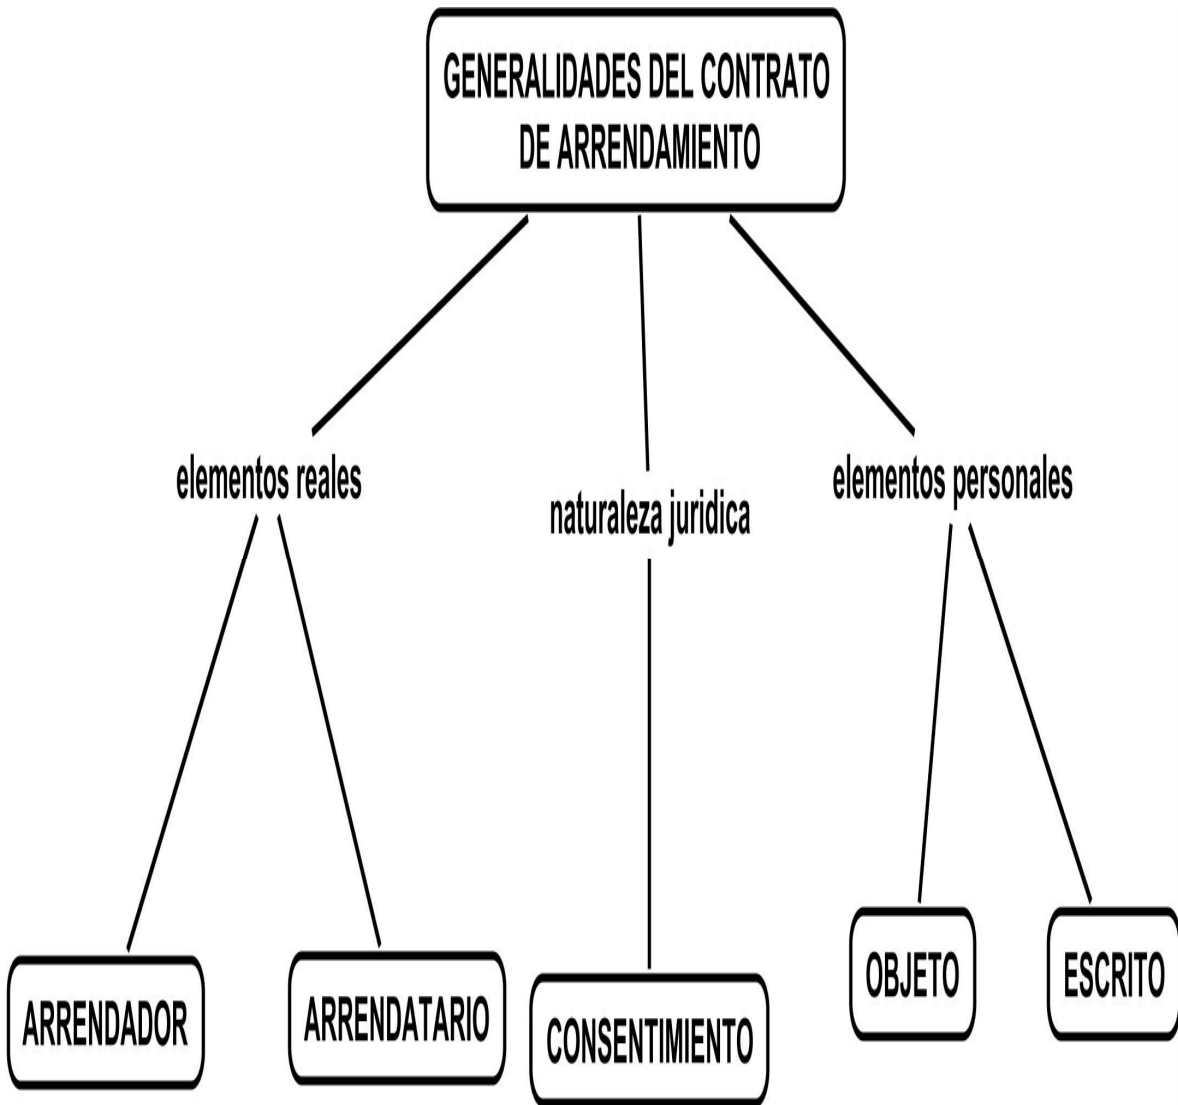 GENERALIDADES DEL CONTRATO
DE ARRENDAMIENTO
elementos reales
naturaleza juridica
elementos personales
ARRENDADOR
ARRENDATARIO
CONSENTIMIENTO
OBJETO
ESCRITO